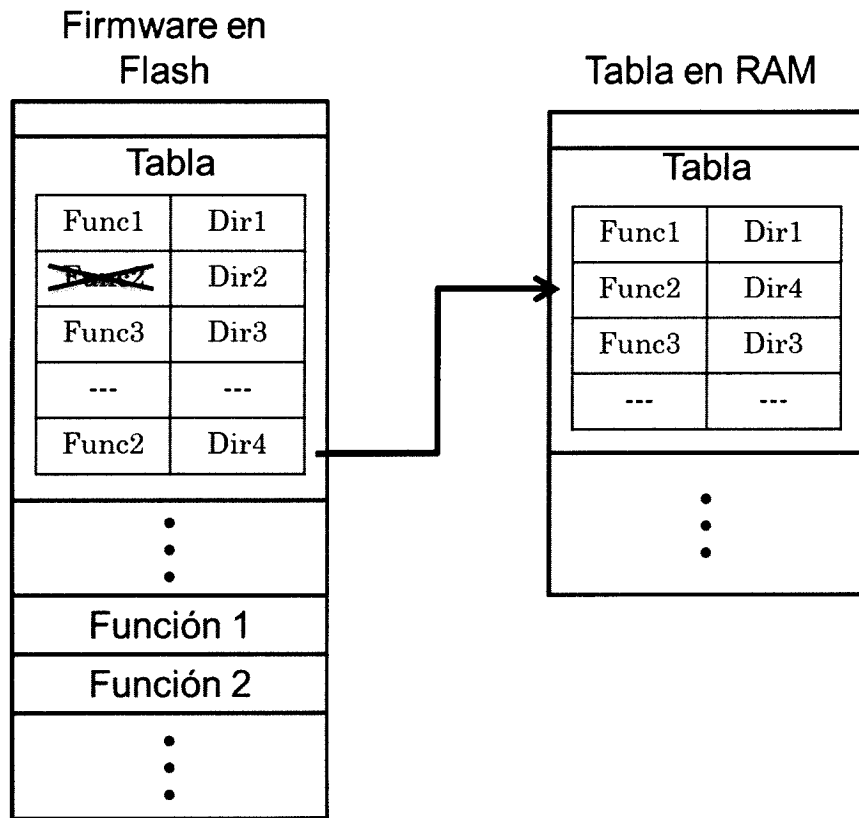 Firmware en
Flash
Tabla
Func1 Dir1
Func2 Dir2
Func3 Dir3
--- ---
Func2 Dir4
Función 1
Función 2
Tabla en RAM
Tabla
Func1 Dir1
Func2 Dir4
Func3 Dir3
--- ---